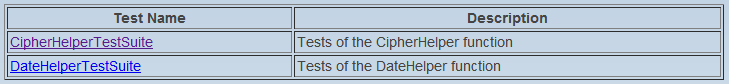 Test Name Description
CipherHelperTestSuite Tests of the CipherHelper function
DateHelperTestSuite Tests of the DateHelper function